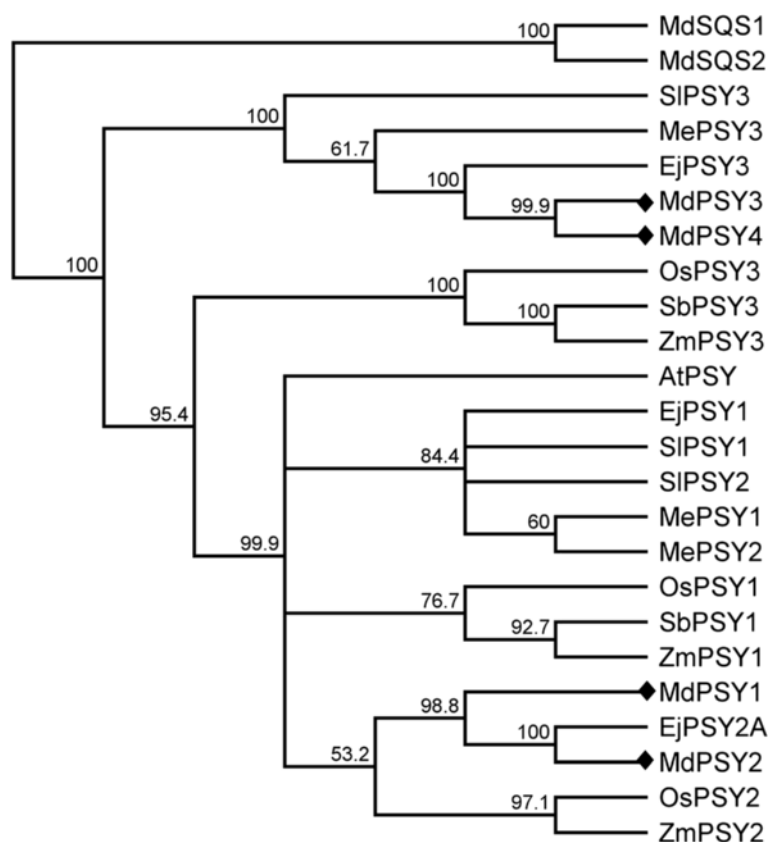 MdSQS1
100
MdSQS2
SlPSY3
100
MePSY3
61.7
EjPSY3
100
MdPSY3
99.9
MdPSY4
100
OsPSY3
100
SbPSY3
100
ZmPSY3
AtPSY
95.4
EjPSY1
SlPSY1
84.4
SlPSY2
MePSY1
60
MePSY2
99.9
OsPSY1
76.7
SbPSY1
92.7
ZmPSY1
MdPSY1
98.8
EjPSY2A
100
MdPSY2
53.2
OsPSY2
97.1
ZmPSY2